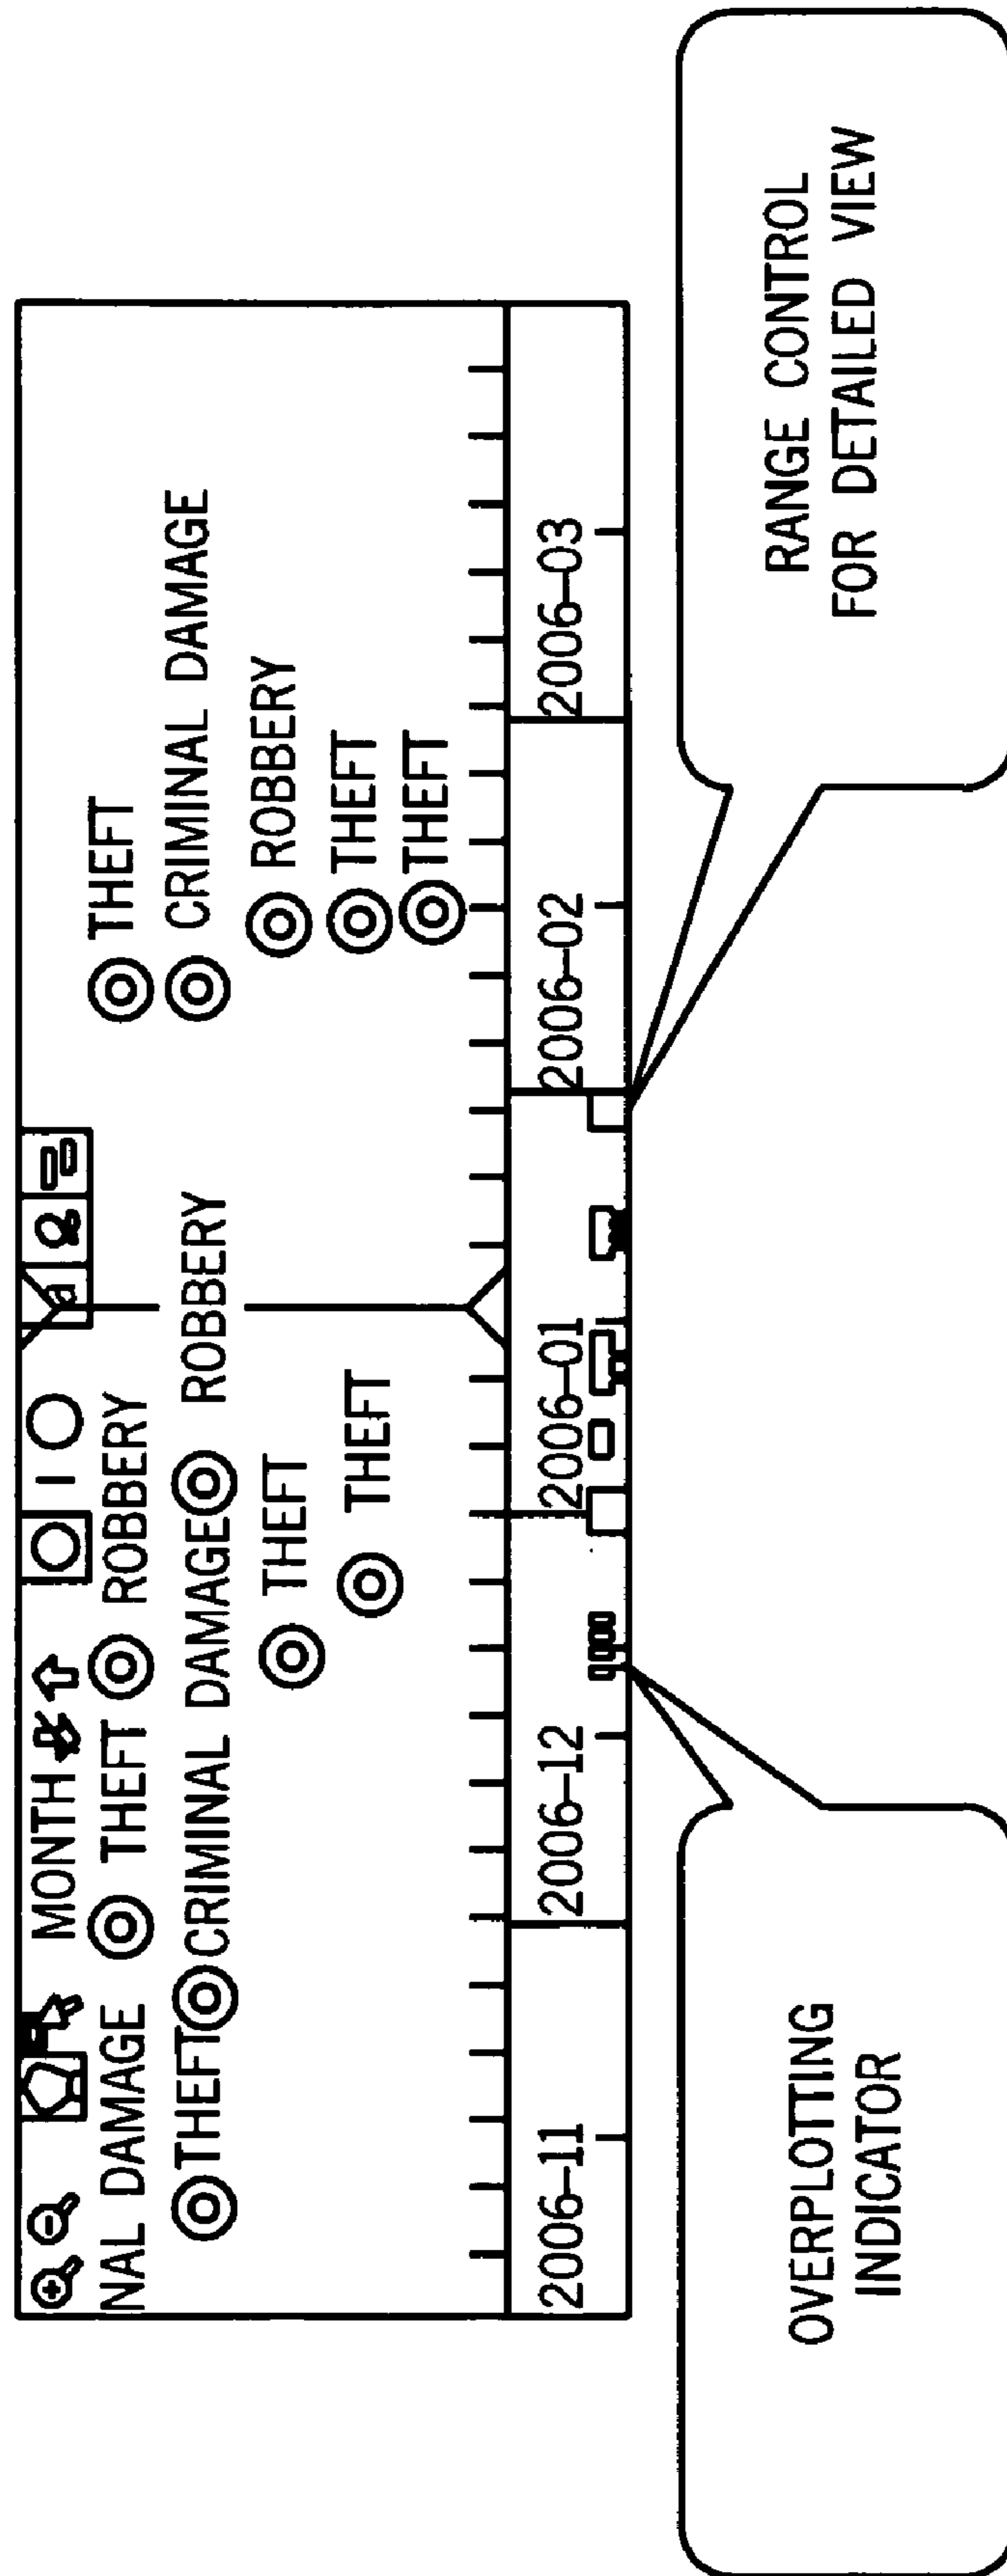 MONTH
a
NAL DAMAGE THEFT ROBBERY THEFT
THEFT CRIMINAL DAMAGE ROBBERY CRIMINAL DAMAGE
THEFT ROBBERY
THEFT THEFT
THEFT
2006-11 2006-12 2006-01 2006-02 2006-03
OVERPLOTTING
INDICATOR
RANGE CONTROL
FOR DETAILED VIEW